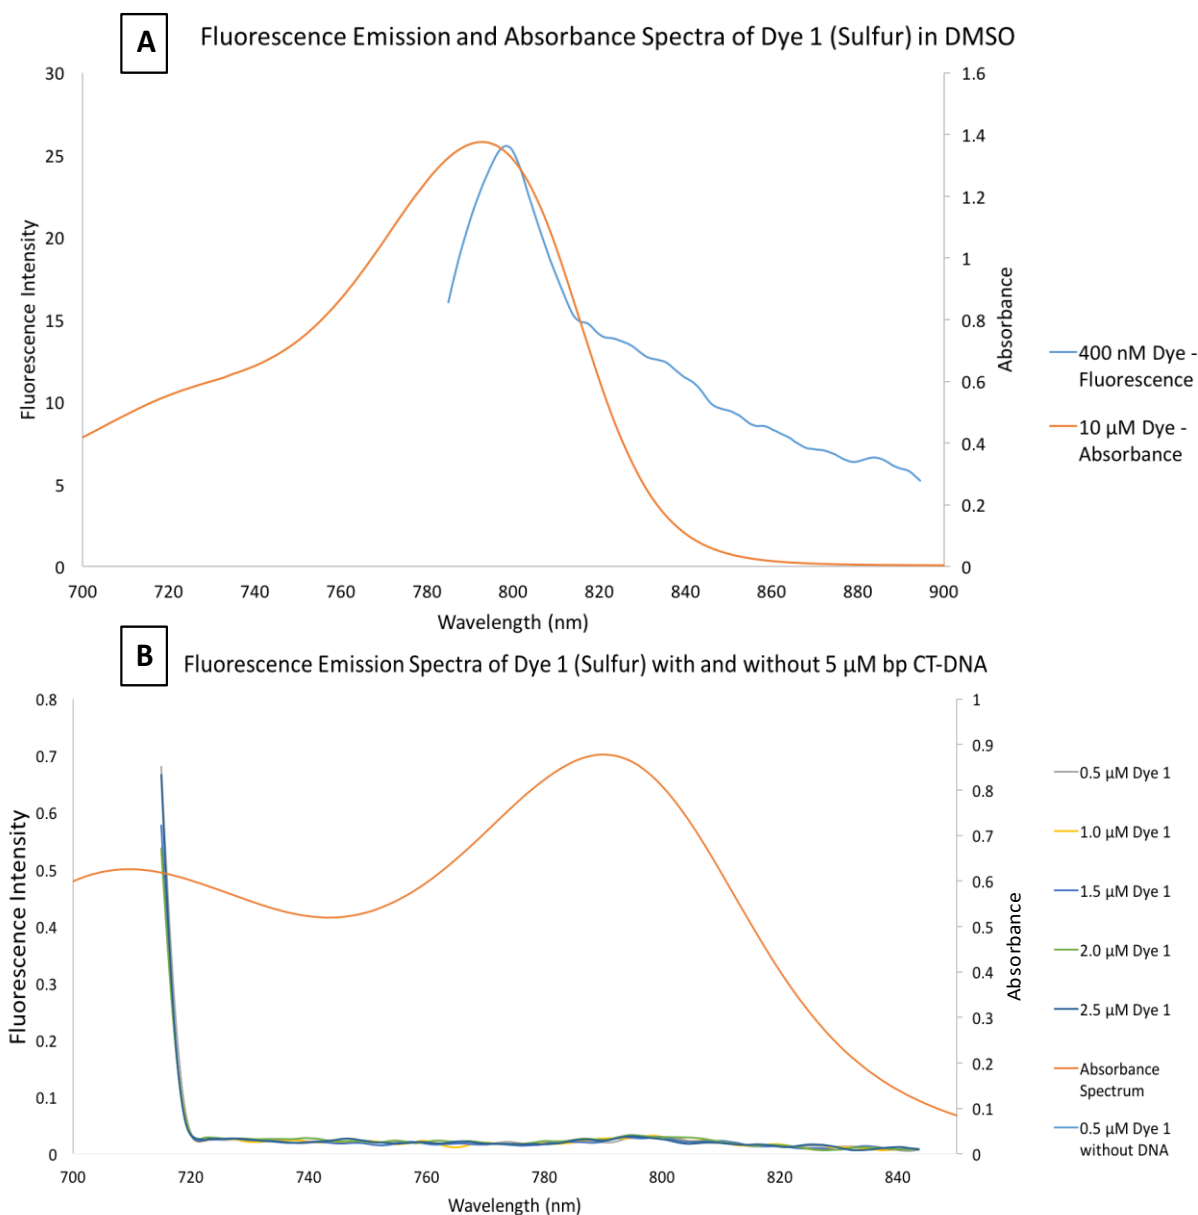 A
Fluorescence Emission and Absorbance Spectra of Dye 1 (Sulfur) in DMSO
30
25
20
15
10
5
0
Fluorescence Intensity
1.6
1.4
1.2
1
0.8
0.6
0.4
0.2
0
Absorbance
700 720 740 760 780 800 820 840 860 880 900
Wavelength (nm)
400 nM Dye -
Fluorescence
10 µM Dye -
Absorbance
B
Fluorescence Emission Spectra of Dye 1 (Sulfur) with and without 5 µM bp CT-DNA
0.8
0.7
0.6
0.5
0.4
0.3
0.2
0.1
0
Fluorescence Intensity
1
0.9
0.8
0.7
0.6
0.5
0.4
0.3
0.2
0.1
0
Absorbance
700 720 740 760 780 800 820 840
Wavelength (nm)
0.5 µM Dye 1
1.0 µM Dye 1
1.5 µM Dye 1
2.0 µM Dye 1
2.5 µM Dye 1
Absorbance
Spectrum
0.5 µM Dye 1
without DNA